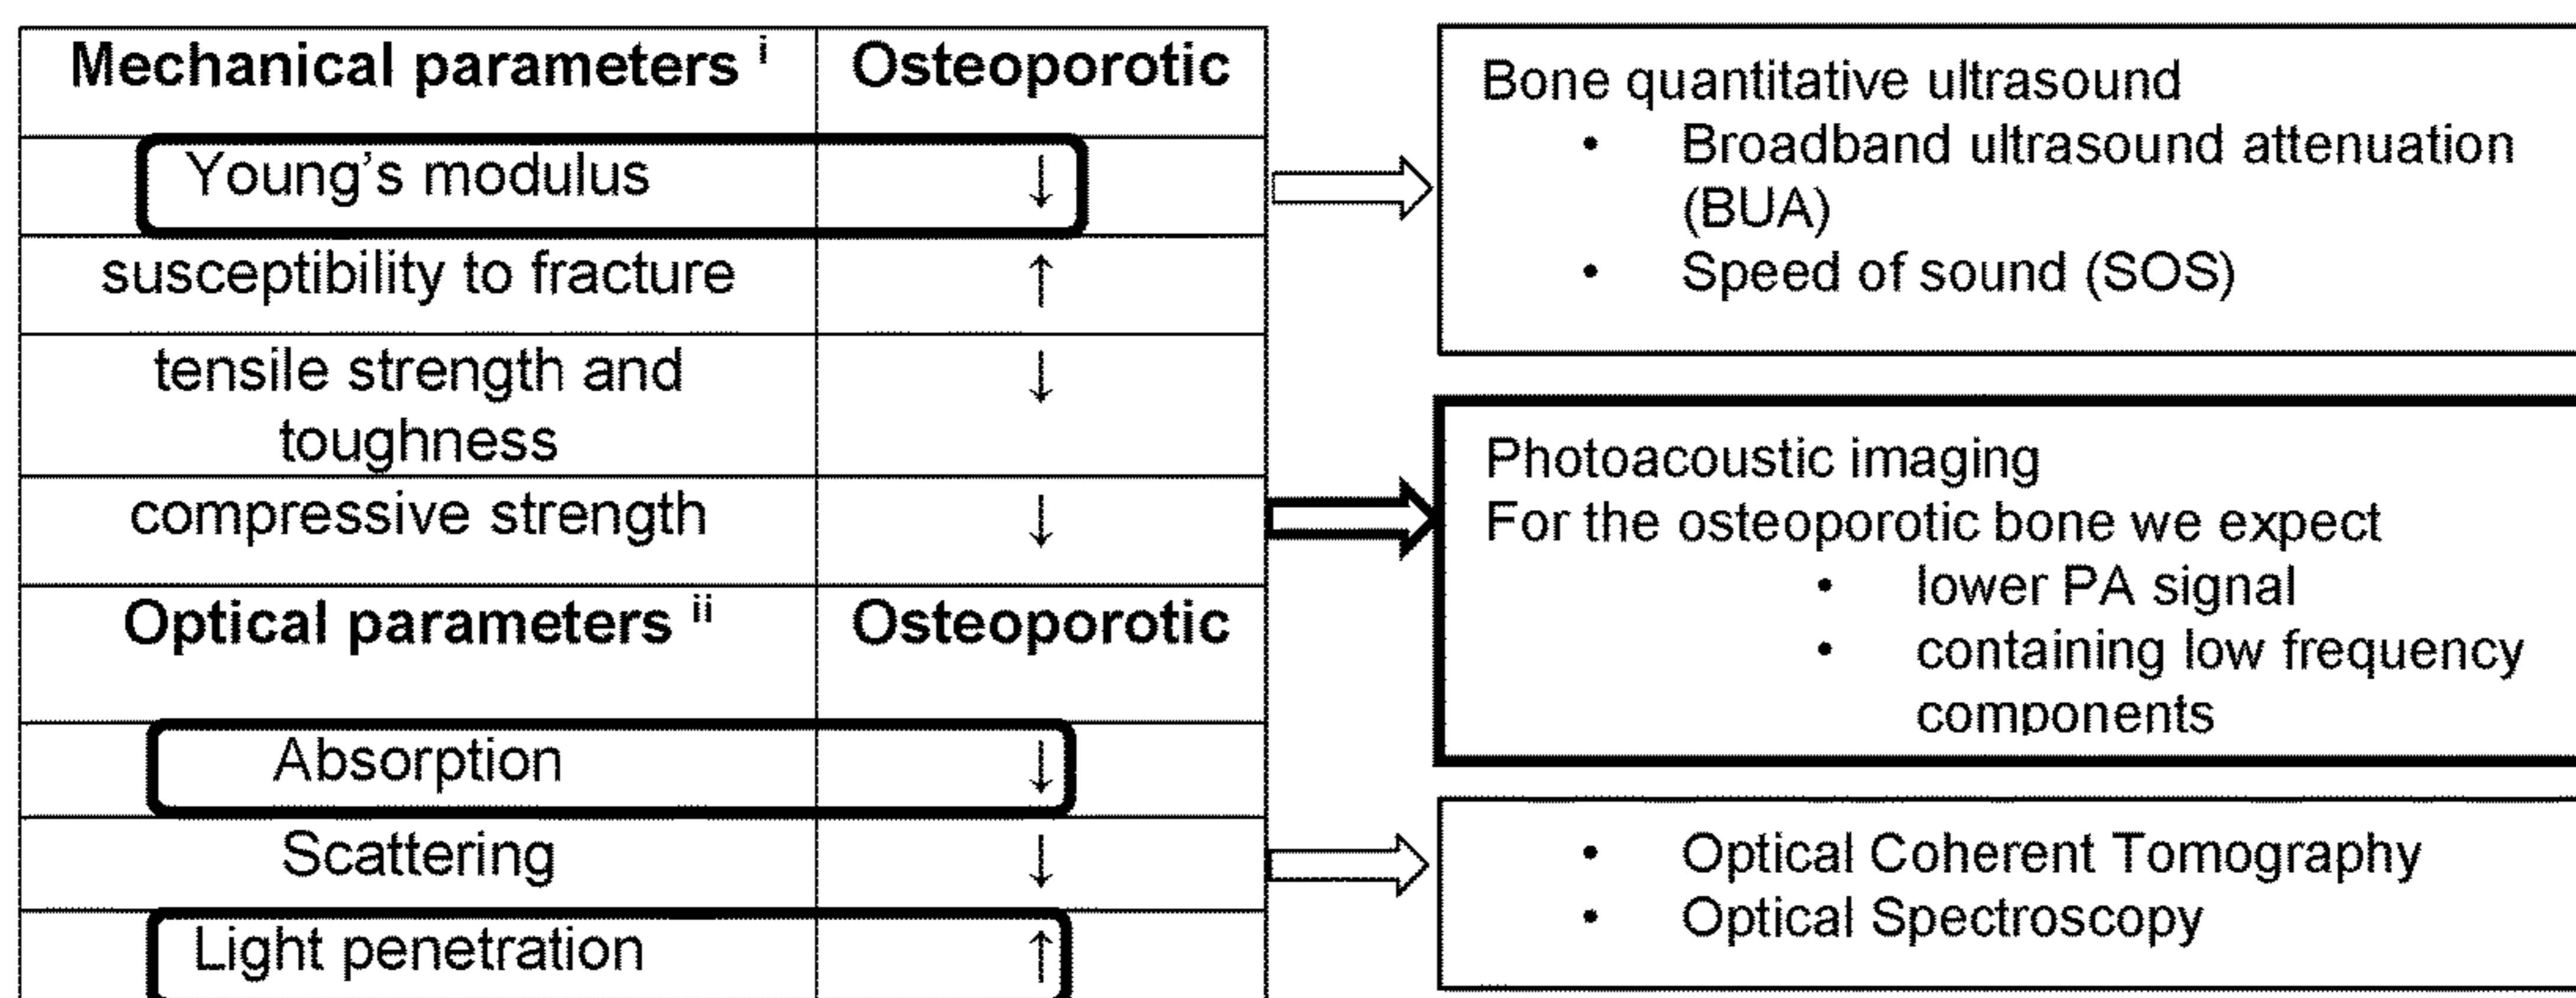 Mechanical parameters i Osteoporotic
Young's modulus ↓
susceptibility to fracture ↑
tensile strength and ↓
toughness
compressive strength ↓
Optical parameters ii Osteoporotic
Absorption ↓
Scattering ↓
Light penetration ↑
Bone quantitative ultrasound
• Broadband ultrasound attenuation
(BUA)
• Speed of sound (SOS)
Photoacoustic imaging
For the osteoporotic bone we expect
• lower PA signal
• containing low frequency
components
• Optical Coherent Tomography
• Optical Spectroscopy